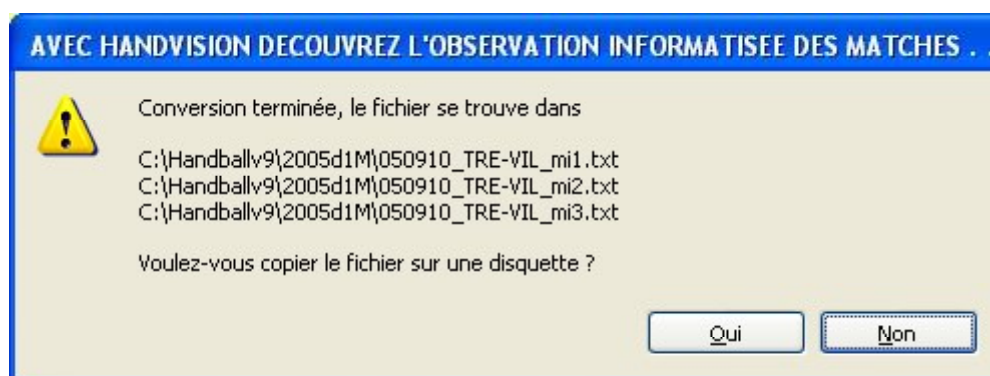 AVEC HANDVISION DECOUVREZ L'OBSERVATION INFORMATISEE DES MATCHES . .
Conversion terminée, le fichier se trouve dans
C:\Handballv9\2005d1M\050910_TRE-VIL_mi1.txt
C:\Handballv9\2005d1M\050910_TRE-VIL_mi2.txt
C:\Handballv9\2005d1M\050910_TRE-VIL_mi3.txt
Voulez-vous copier le fichier sur une disquette ?
Oui Non